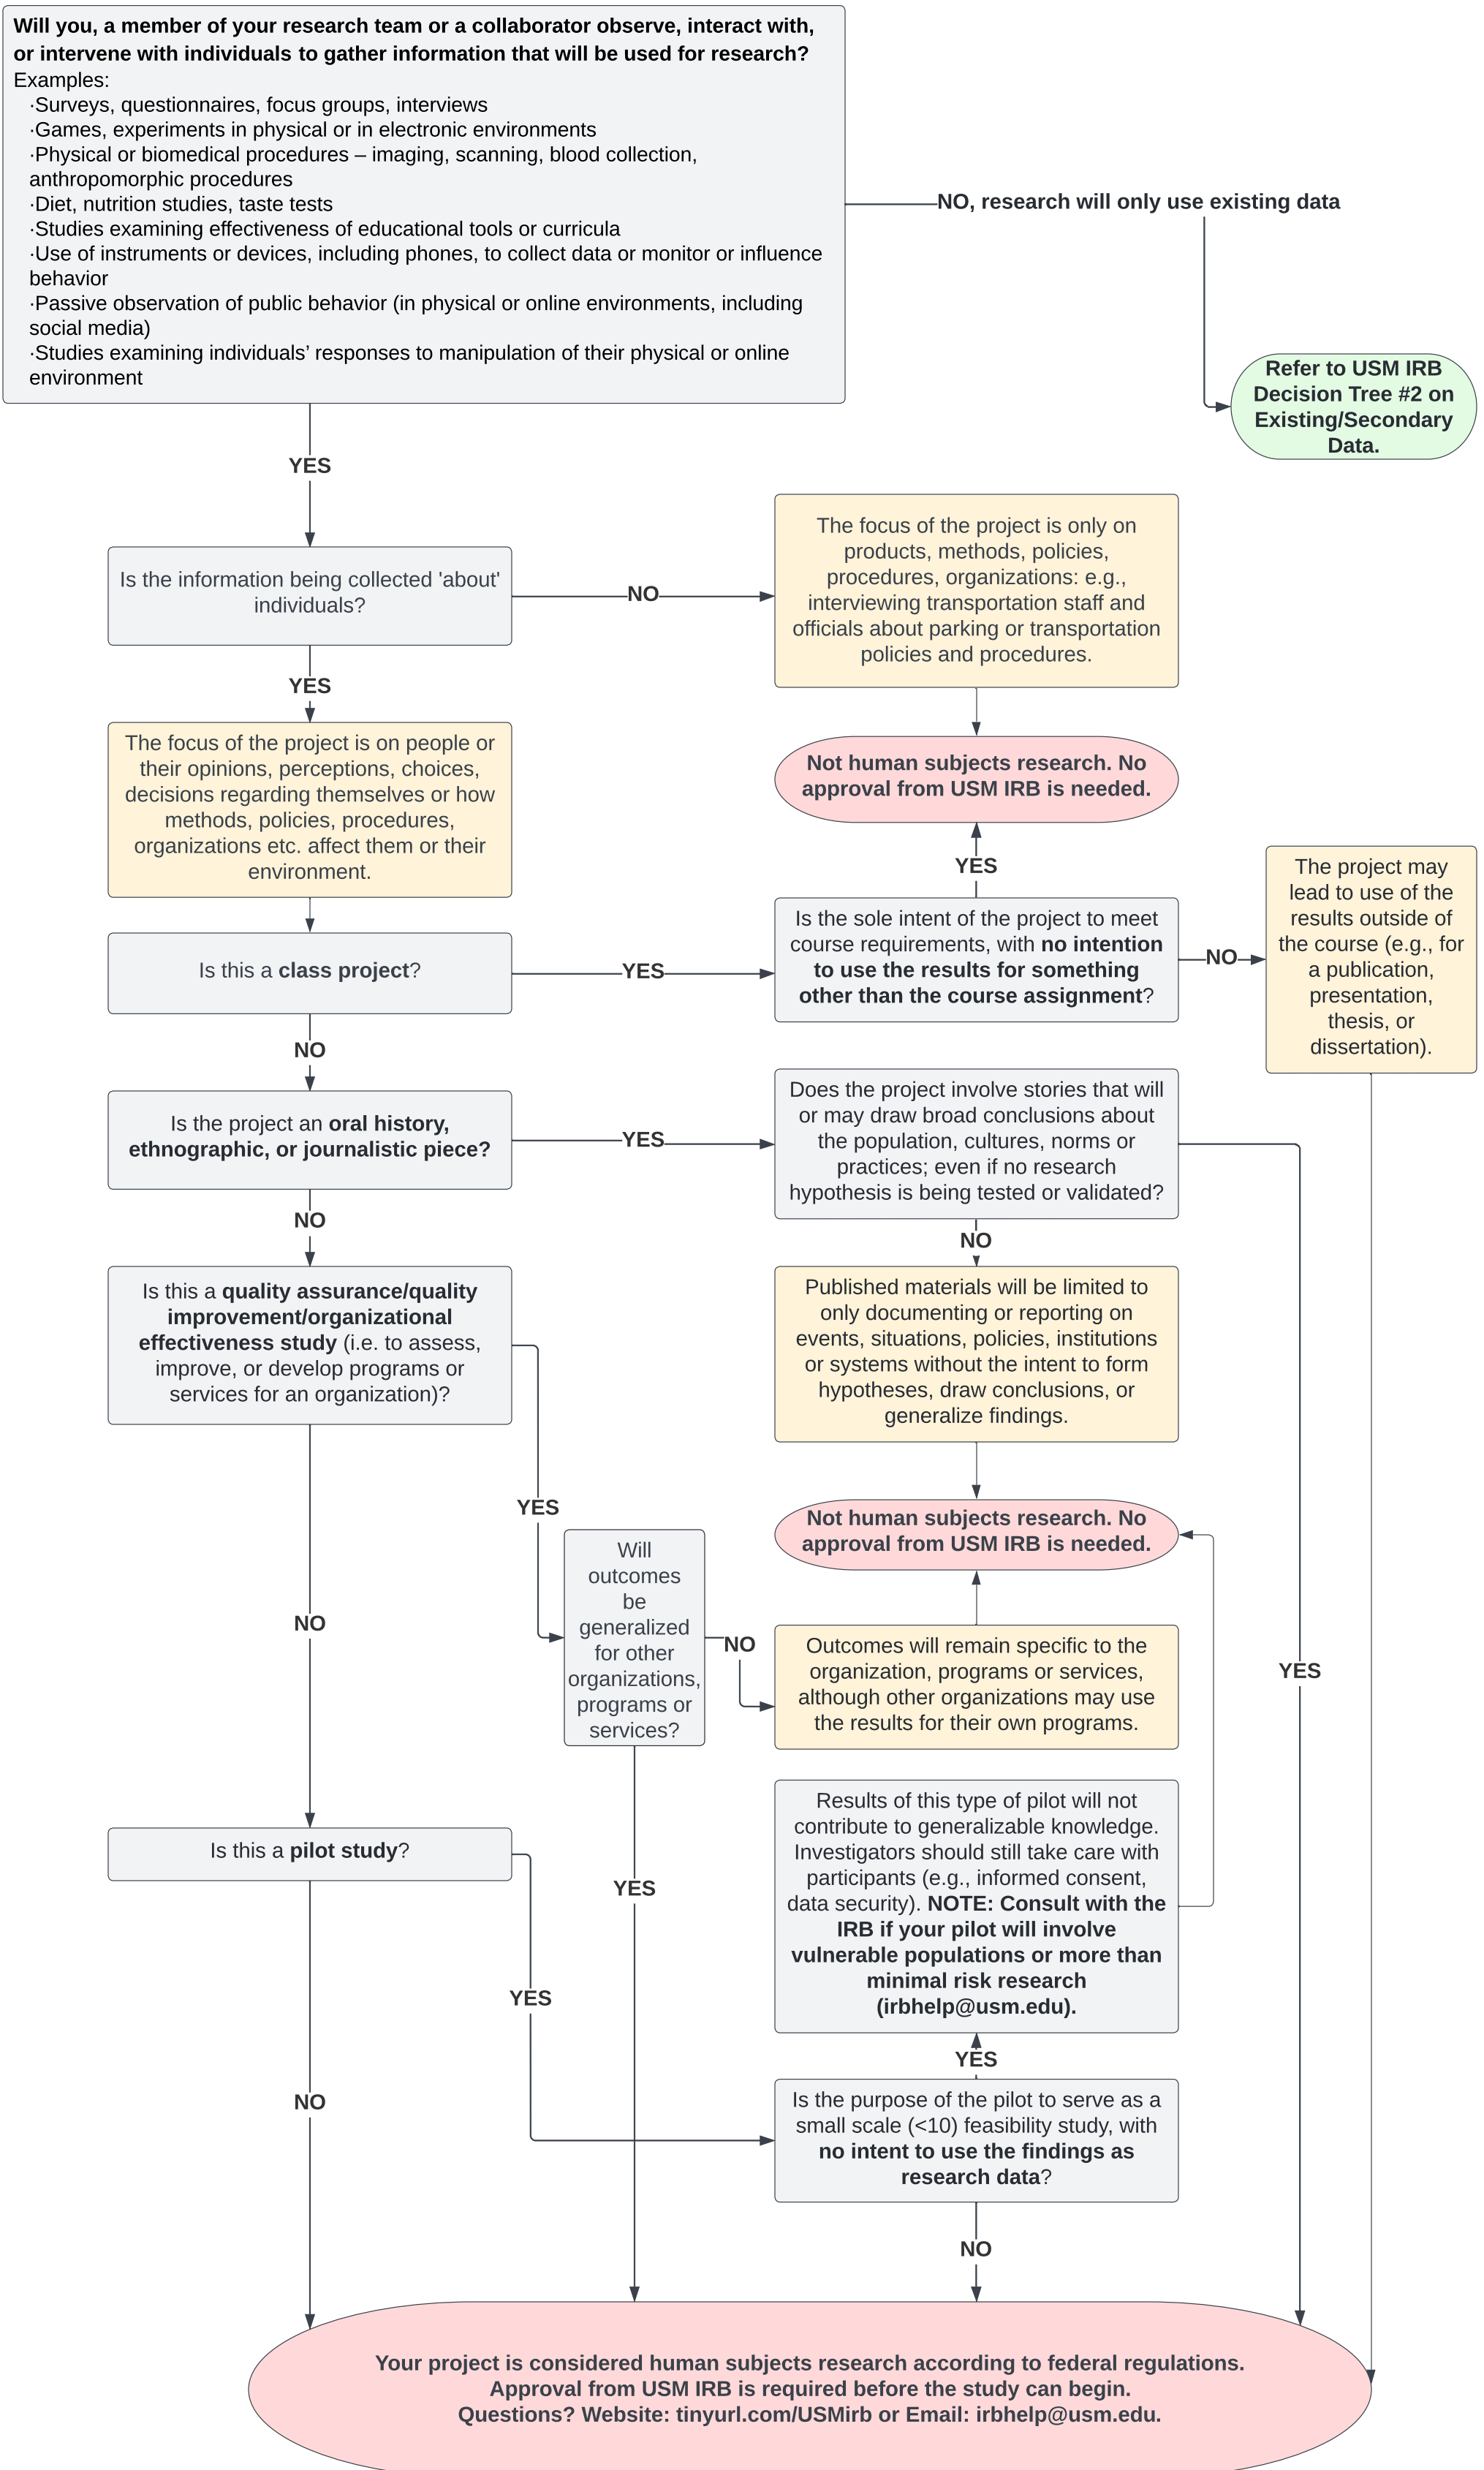 Will you, a member of your research team or a collaborator observe, interact with,
or intervene with individuals to gather information that will be used for research?
Examples:
·Surveys, questionnaires, focus groups, interviews
·Games, experiments in physical or in electronic environments
·Physical or biomedical procedures – imaging, scanning, blood collection,
anthropomorphic procedures
·Diet, nutrition studies, taste tests
·Studies examining effectiveness of educational tools or curricula
·Use of instruments or devices, including phones, to collect data or monitor or influence
behavior
·Passive observation of public behavior (in physical or online environments, including
social media)
·Studies examining individuals’ responses to manipulation of their physical or online
environment
NO, research will only use existing data
Refer to USM IRB
Decision Tree #2 on
Existing/Secondary
Data.
YES
Is the information being collected 'about'
individuals?
NO
The focus of the project is only on
products, methods, policies,
procedures, organizations: e.g.,
interviewing transportation staff and
officials about parking or transportation
policies and procedures.
YES
The focus of the project is on people or
their opinions, perceptions, choices,
decisions regarding themselves or how
methods, policies, procedures,
organizations etc. affect them or their
environment.
Not human subjects research. No
approval from USM IRB is needed.
YES
Is this a class project?
YES
Is the sole intent of the project to meet
course requirements, with no intention
to use the results for something
other than the course assignment?
NO
The project may
lead to use of the
results outside of
the course (e.g., for
a publication,
presentation,
thesis, or
dissertation).
NO
Is the project an oral history,
ethnographic, or journalistic piece?
YES
Does the project involve stories that will
or may draw broad conclusions about
the population, cultures, norms or
practices; even if no research
hypothesis is being tested or validated?
NO
NO
Is this a quality assurance/quality
improvement/organizational
effectiveness study (i.e. to assess,
improve, or develop programs or
services for an organization)?
Published materials will be limited to
only documenting or reporting on
events, situations, policies, institutions
or systems without the intent to form
hypotheses, draw conclusions, or
generalize findings.
YES
Not human subjects research. No
approval from USM IRB is needed.
Will
outcomes
be
generalized
for other
organizations,
programs or
services?
NO
NO
Outcomes will remain specific to the
organization, programs or services,
although other organizations may use
the results for their own programs.
YES
Is this a pilot study?
YES
Results of this type of pilot will not
contribute to generalizable knowledge.
Investigators should still take care with
participants (e.g., informed consent,
data security). NOTE: Consult with the
IRB if your pilot will involve
vulnerable populations or more than
minimal risk research
(irbhelp@usm.edu).
YES
YES
NO
Is the purpose of the pilot to serve as a
small scale (<10) feasibility study, with
no intent to use the findings as
research data?
NO
Your project is considered human subjects research according to federal regulations.
Approval from USM IRB is required before the study can begin.
Questions? Website: tinyurl.com/USMirb or Email: irbhelp@usm.edu.